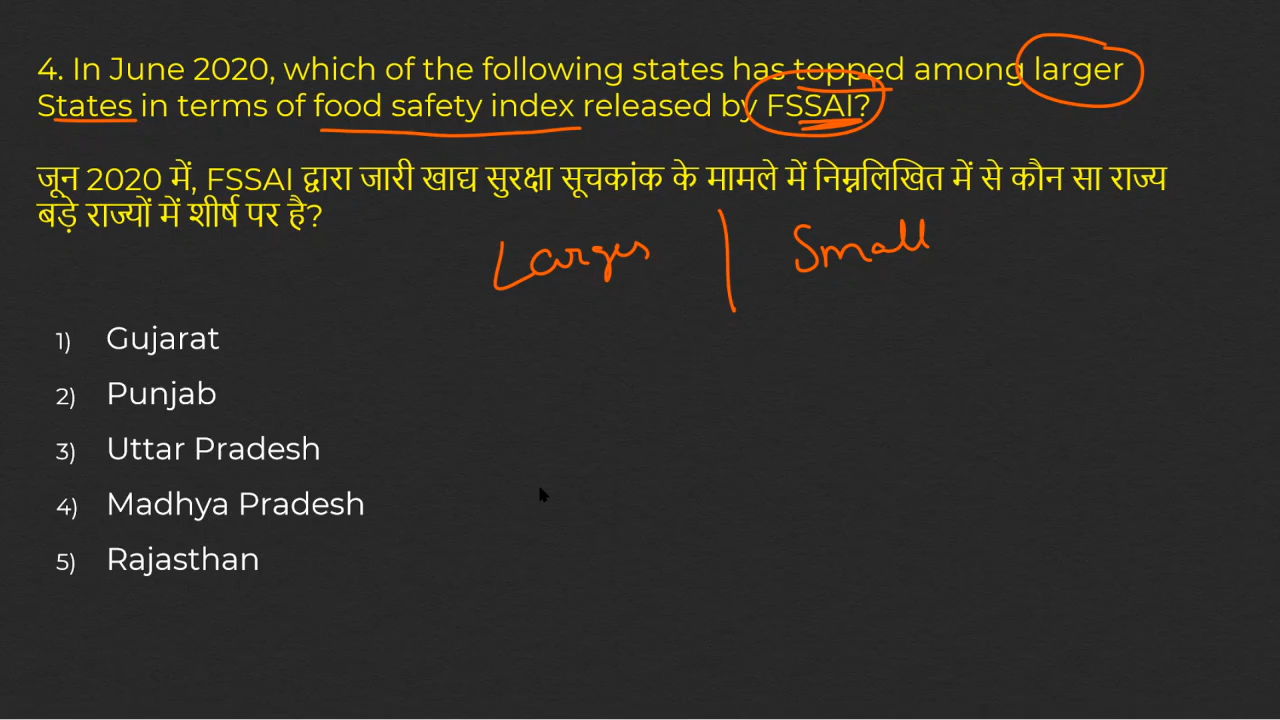 4. In June 2020, which of the following states has topped among larger
States in terms of food safety index released by FSSAI?
जून 2020 में, FSSAI द्वारा जारी खाद्य सुरक्षा सूचकांक के मामले में निम्नलिखित में से कौन सा राज्य
बड़े राज्यों में शीर्ष पर है?
Small
1) Gujarat
2) Punjab
3) Uttar Pradesh
4) Madhya Pradesh
5) Rajasthan